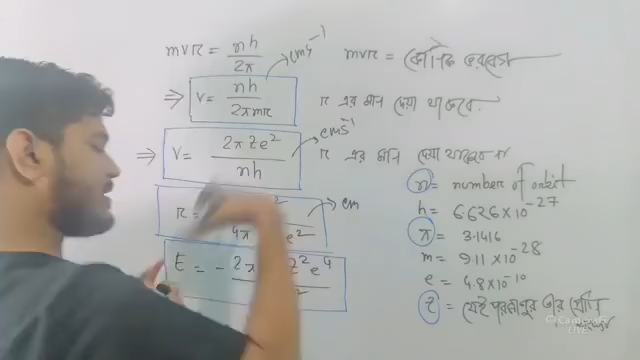 mvr = nh/2π
mvr = কৌণিক ভরবেগ
⇒ v = nh/2πmr
cms⁻¹
r এর মান দেয়া থাকবে.
⇒ v = 2πZe²/nh
cms⁻¹
r এর মান দেয়া থাকবে না
r =
4π
e²
cm
n = number of orbit
h = 6.626×10⁻²⁷
π = 3.1416
m = 9.11×10⁻²⁸
e = 4.8×10⁻¹⁰
E = - 2π Z²e⁴
z = যেই পরমাণুর তার
LIVE